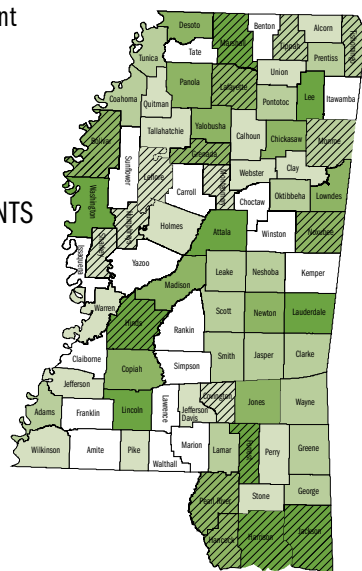 nt
NTS
Desoto
Marshall
Benton
Tippah
Alcorn
Tishomingo
Tate
Prentiss
Tunica
Union
Panola
Lafayette
Lee
Itawamba
Coahoma
Quitman
Pontotoc
Tallahatchie
Yalobusha
Calhoun
Chickasaw
Monroe
Bolivar
Sunflower
Leflore
Grenada
Webster
Clay
Washington
Carroll
Montgomery
Choctaw
Oktibbeha
Lowndes
Humphreys
Holmes
Attala
Winston
Noxubee
Sharkey
Issaquena
Yazoo
Madison
Leake
Neshoba
Kemper
Warren
Hinds
Rankin
Scott
Newton
Lauderdale
Claiborne
Copiah
Simpson
Smith
Jasper
Clarke
Jefferson
Adams
Franklin
Lincoln
Lawrence
Jefferson
Davis
Covington
Jones
Wayne
Wilkinson
Amite
Pike
Walthall
Marion
Lamar
Forrest
Perry
Greene
Pearl River
Stone
George
Hancock
Harrison
Jackson